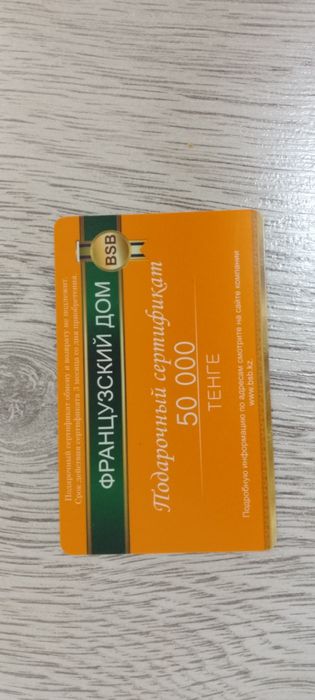 Подарочный сертификат обмену и возврату не подлежит.
Срок действия сертификата 3 месяца со дня приобретения.
ФРАНЦУЗСКИЙ ДОМ
BSB
Подарочный сертификат
50 000
ТЕНГЕ
Подробную информацию по адресам смотрите на сайте компании
www.bsb.kz.